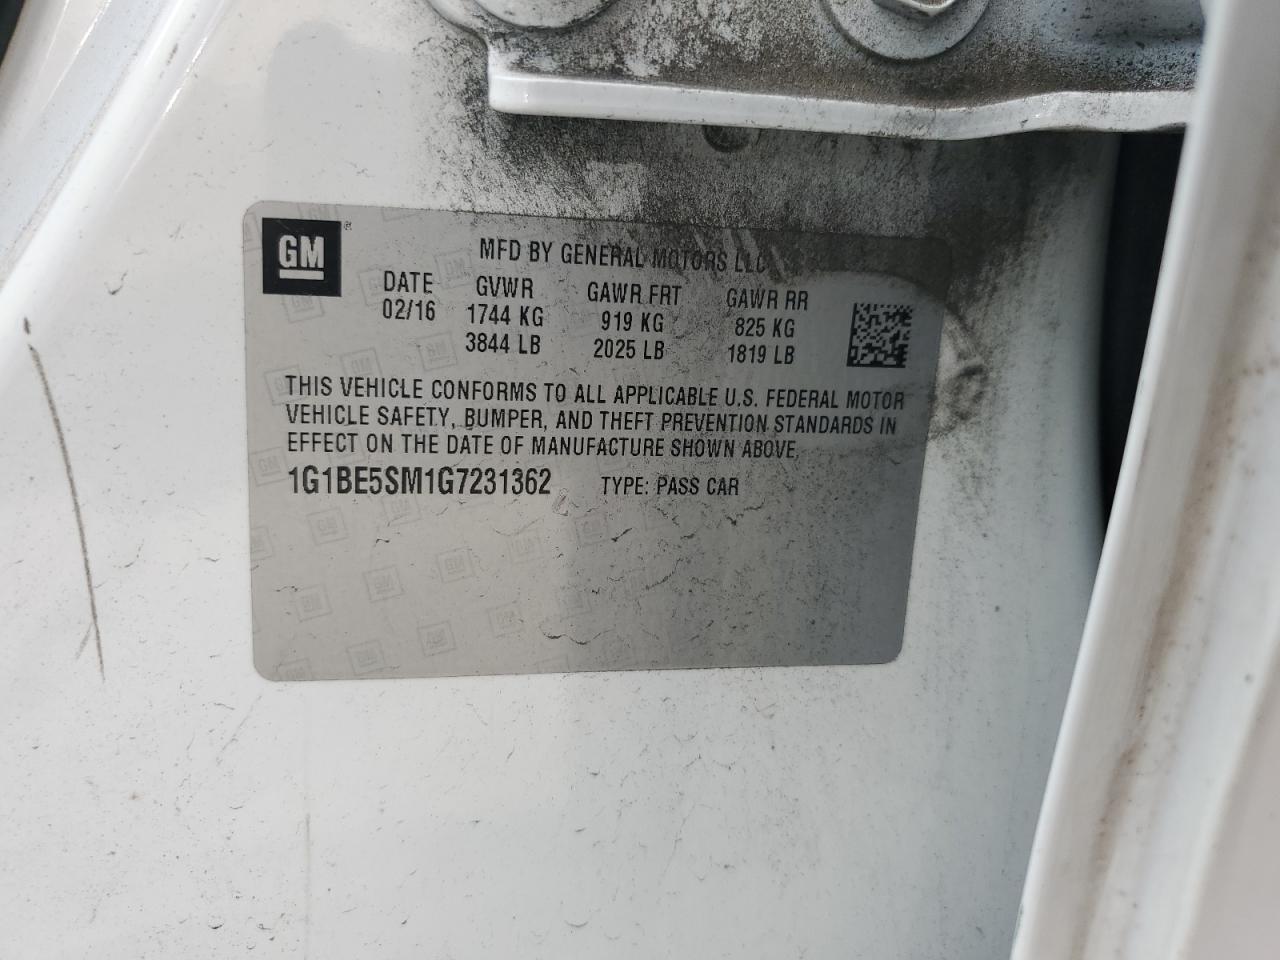 GM
MFD BY GENERAL MOTORS LLC
DATE GVWR GAWR FRT GAWR RR
02/16 1744 KG 919 KG 825 KG
3844 LB 2025 LB 1819 LB
THIS VEHICLE CONFORMS TO ALL APPLICABLE U.S. FEDERAL MOTOR
VEHICLE SAFETY, BUMPER, AND THEFT PREVENTION STANDARDS IN
EFFECT ON THE DATE OF MANUFACTURE SHOWN ABOVE.
1G1BE5SM1G7231362 TYPE: PASS CAR